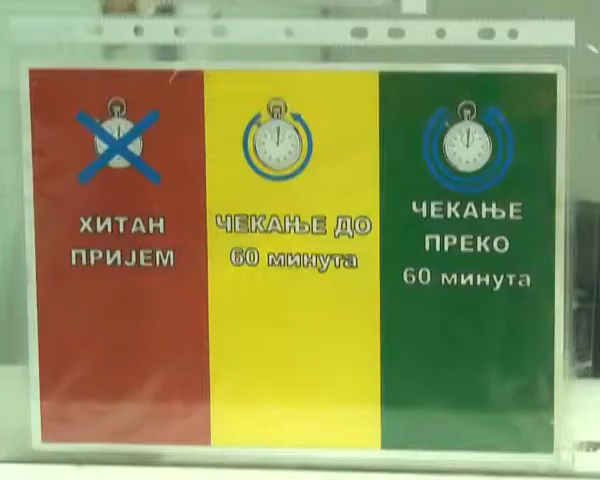 ХИТАН
ПРИЈЕМ
ЧЕКАЊЕ ДО
60 минута
ЧЕКАЊЕ
ПРЕКО
60 минута